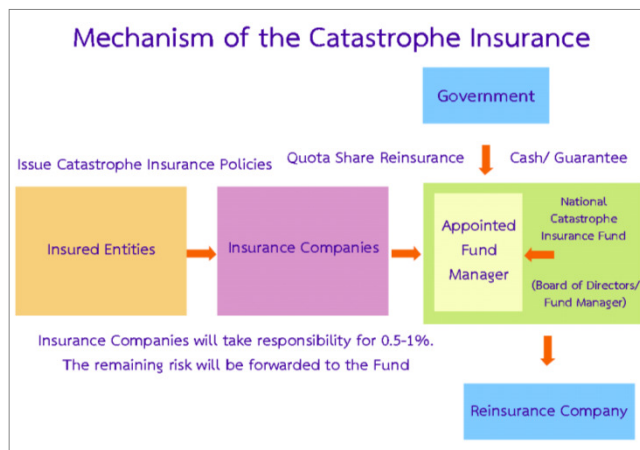 Mechanism of the Catastrophe Insurance
Government
Issue Catastrophe Insurance Policies
Quota Share Reinsurance
Cash/ Guarantee
Insured Entities
Insurance Companies
Appointed
Fund
Manager
National
Catastrophe
Insurance Fund
(Board of Directors/
Fund Manager)
Insurance Companies will take responsibility for 0.5-1%.
The remaining risk will be forwarded to the Fund
Reinsurance Company